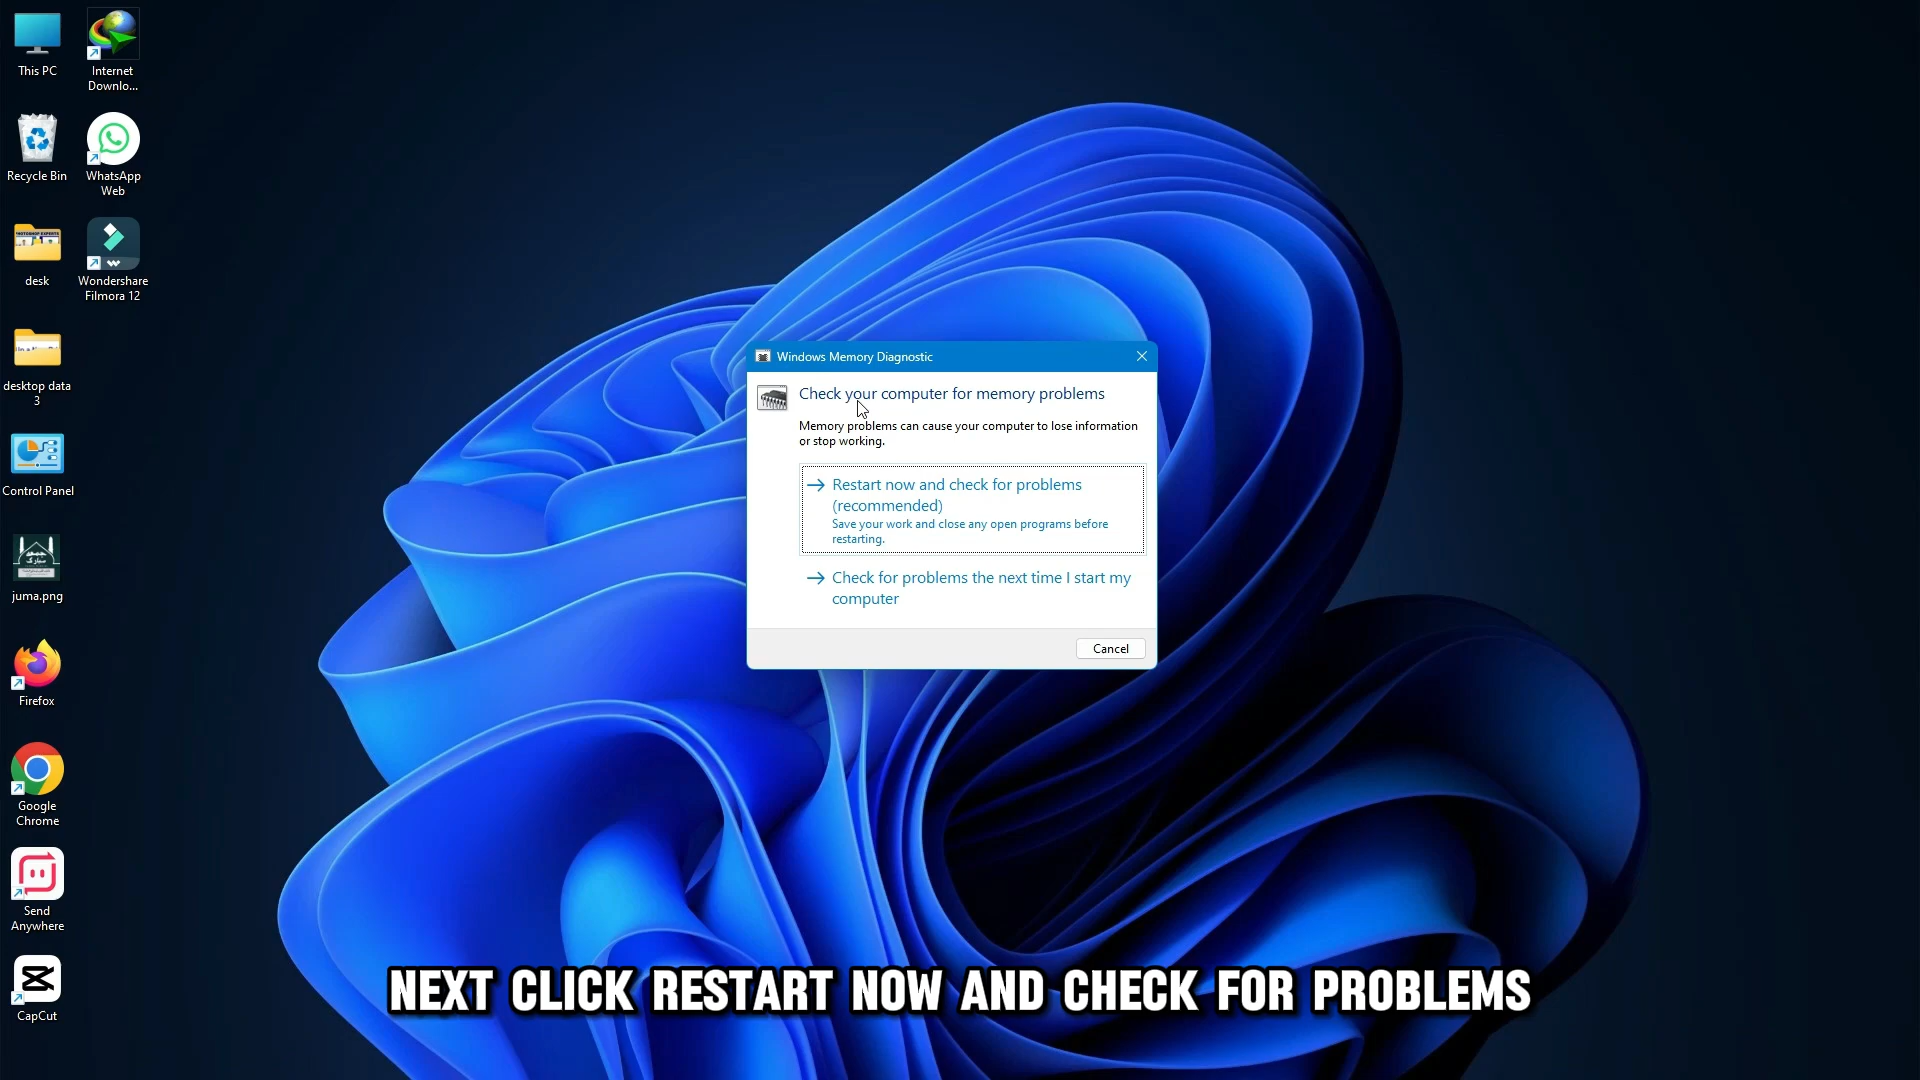 This PC
Internet
Downlo...
Recycle Bin
WhatsApp
Web
desk
Wondershare
Filmora 12
desktop data
3
Control Panel
juma.png
Firefox
Google
Chrome
Send
Anywhere
CapCut
Windows Memory Diagnostic
Check your computer for memory problems
Memory problems can cause your computer to lose information
or stop working.
Restart now and check for problems
(recommended)
Save your work and close any open programs before
restarting.
Check for problems the next time I start my
computer
Cancel
NEXT CLICK RESTART NOW AND CHECK FOR PROBLEMS